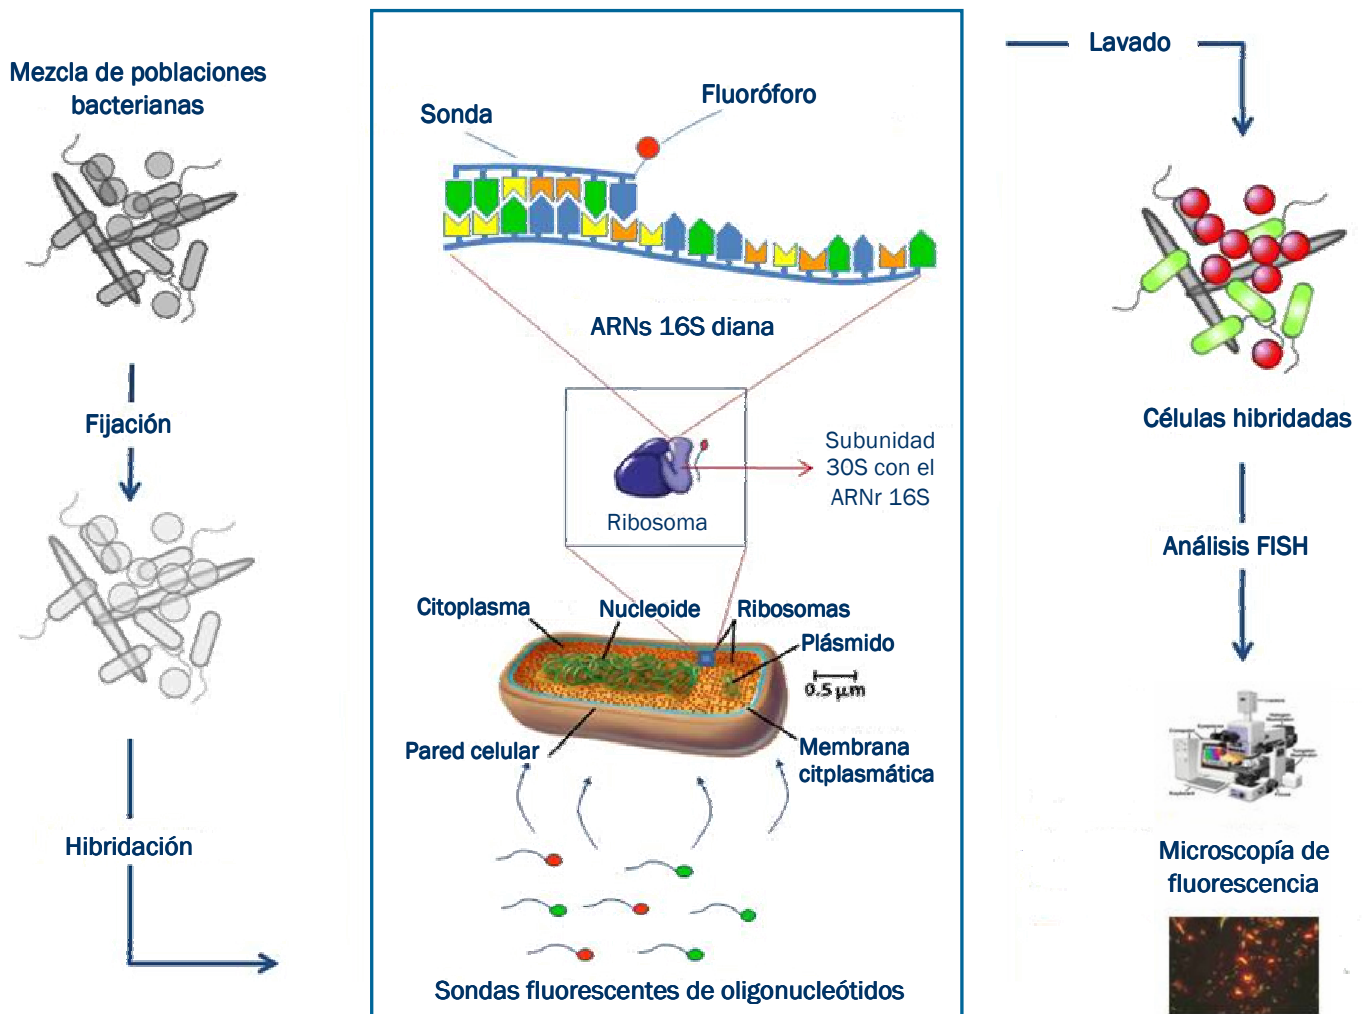 Mezcla de poblaciones
bacterianas
Fijación
Hibridación
Sonda
Fluoróforo
ARNs 16S diana
Ribosoma
Subunidad
30S con el
ARNr 16S
Citoplasma
Nucleoide
Ribosomas
Plásmido
0.5 µm
Pared celular
Membrana
citplasmática
Sondas fluorescentes de oligonucleótidos
Lavado
Células hibridadas
Análisis FISH
Microscopía de
fluorescencia